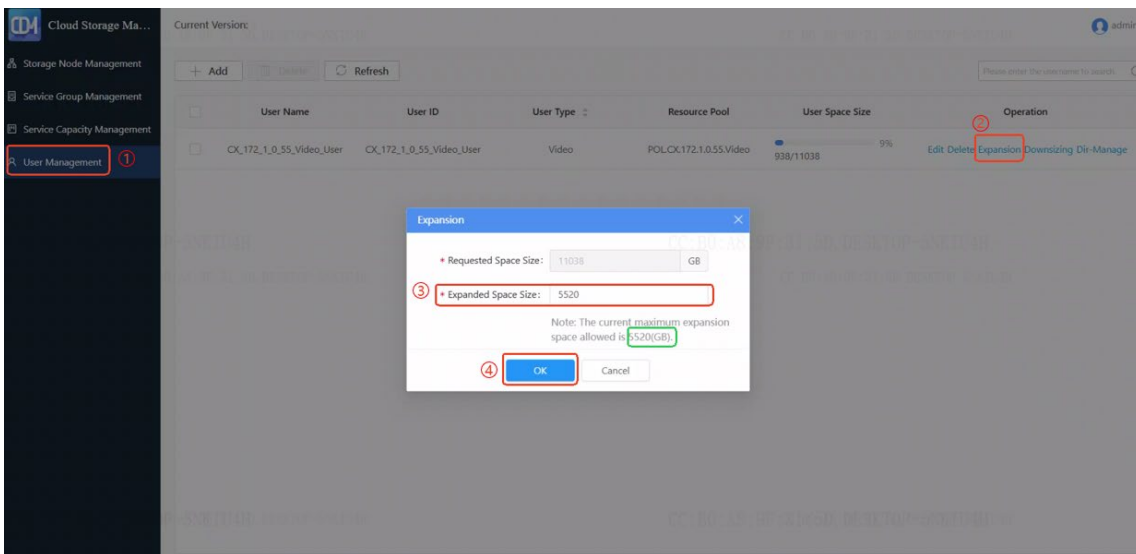 CDM Cloud Storage Ma... Current Version: admin
Storage Node Management
+ Add Delete Refresh Please enter the username to search
Service Group Management
User Name User ID User Type Resource Pool User Space Size Operation
②
Service Capacity Management
User Management ①
CX_172_1_0_55_Video_User CX_172_1_0_55_Video_User Video POL.CX.172.1.0.55.Video 9% 938/11038 Edit Delete Expansion Downsizing Dir-Manage
Expansion
* Requested Space Size: 11038 GB
③ * Expanded Space Size: 5520
Note: The current maximum expansion
space allowed is 5520(GB).
④ OK Cancel